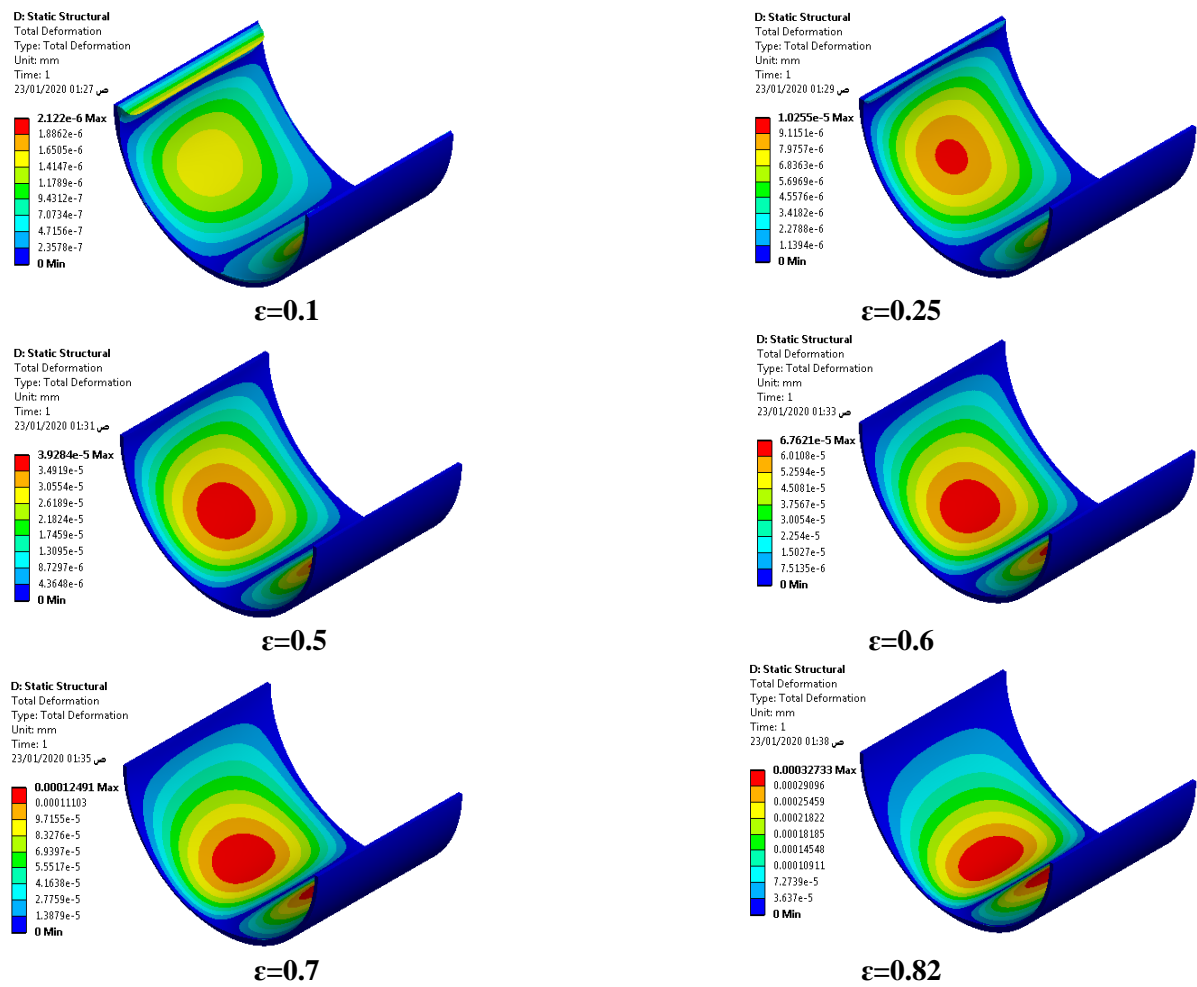 D: Static Structural
Total Deformation
Type: Total Deformation
Unit: mm
Time: 1
23/01/2020 01:27 ص
2.122e-6 Max
1.8862e-6
1.6505e-6
1.4147e-6
1.1789e-6
9.4312e-7
7.0734e-7
4.7156e-7
2.3578e-7
0 Min
ε=0.1
D: Static Structural
Total Deformation
Type: Total Deformation
Unit: mm
Time: 1
23/01/2020 01:29 ص
1.0255e-5 Max
9.1151e-6
7.9757e-6
6.8363e-6
5.6969e-6
4.5576e-6
3.4182e-6
2.2788e-6
1.1394e-6
0 Min
ε=0.25
D: Static Structural
Total Deformation
Type: Total Deformation
Unit: mm
Time: 1
23/01/2020 01:31 ص
3.9284e-5 Max
3.4919e-5
3.0554e-5
2.6189e-5
2.1824e-5
1.7459e-5
1.3095e-5
8.7297e-6
4.3648e-6
0 Min
ε=0.5
D: Static Structural
Total Deformation
Type: Total Deformation
Unit: mm
Time: 1
23/01/2020 01:33 ص
6.7621e-5 Max
6.0108e-5
5.2594e-5
4.5081e-5
3.7567e-5
3.0054e-5
2.254e-5
1.5027e-5
7.5135e-6
0 Min
ε=0.6
D: Static Structural
Total Deformation
Type: Total Deformation
Unit: mm
Time: 1
23/01/2020 01:35 ص
0.00012491 Max
0.00011103
9.7155e-5
8.3276e-5
6.9397e-5
5.5517e-5
4.1638e-5
2.7759e-5
1.3879e-5
0 Min
ε=0.7
D: Static Structural
Total Deformation
Type: Total Deformation
Unit: mm
Time: 1
23/01/2020 01:38 ص
0.00032733 Max
0.00029096
0.00025459
0.00021822
0.00018185
0.00014548
0.00010911
7.2739e-5
3.637e-5
0 Min
ε=0.82